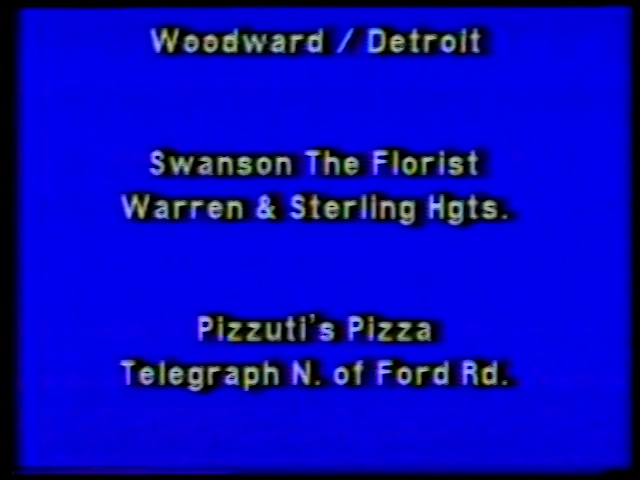 Woodward / Detroit
Swanson The Florist
Warren & Sterling Hgts.
Pizzuti's Pizza
Telegraph N. of Ford Rd.